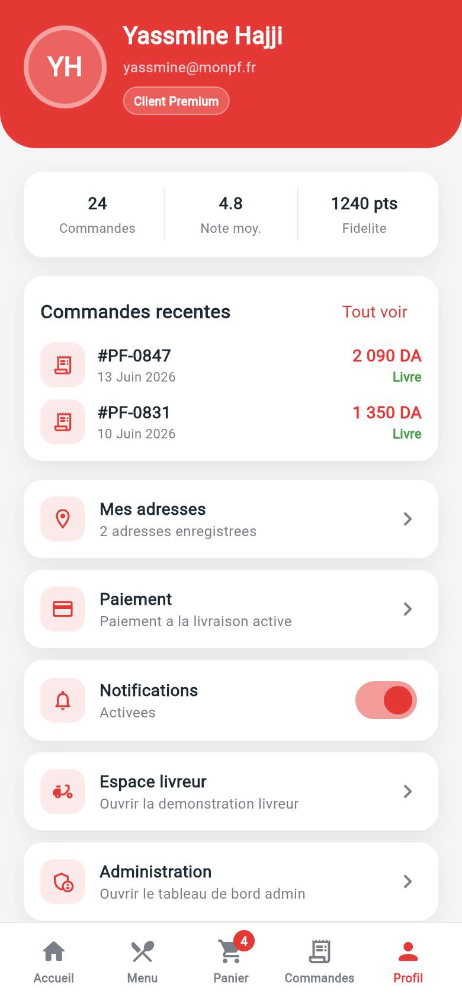 YH
Yassmine Hajji
yassmine@monpf.fr
Client Premium
24
Commandes
4.8
Note moy.
1240 pts
Fidelite
Commandes recentes
Tout voir
#PF-0847
13 Juin 2026
2 090 DA
Livre
#PF-0831
10 Juin 2026
1 350 DA
Livre
Mes adresses
2 adresses enregistrees
Paiement
Paiement a la livraison active
Notifications
Activees
Espace livreur
Ouvrir la demonstration livreur
Administration
Ouvrir le tableau de bord admin
Accueil
Menu
4
Panier
Commandes
Profil